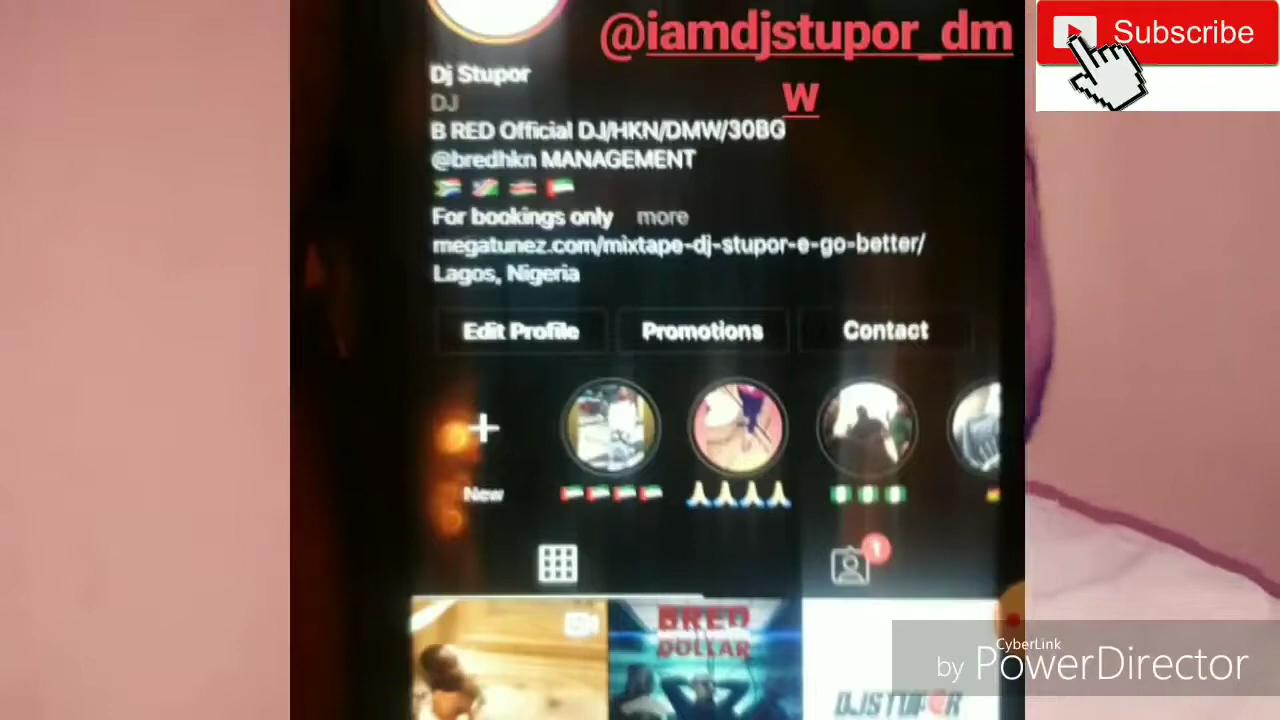 @iamdjstupor_dm
w
Subscribe
Dj Stupor
DJ
B RED Official DJ/HKN/DMW/30BG
@bredhkn MANAGEMENT
For bookings only more
megatunez.com/mixtape-dj-stupor-e-go-better/
Lagos, Nigeria
Edit Profile Promotions Contact
New
1
BRED
DOLLAR
DJSTUPOR
CyberLink
by PowerDirector